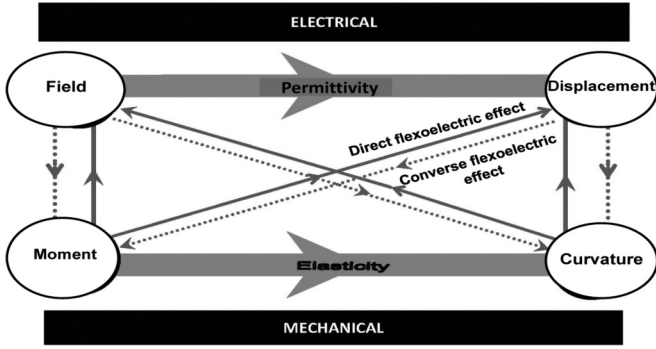 ELECTRICAL
Field
Permittivity
Displacement
Direct flexoelectric effect
Converse flexoelectric
effect
Moment
Elasticity
Curvature
MECHANICAL